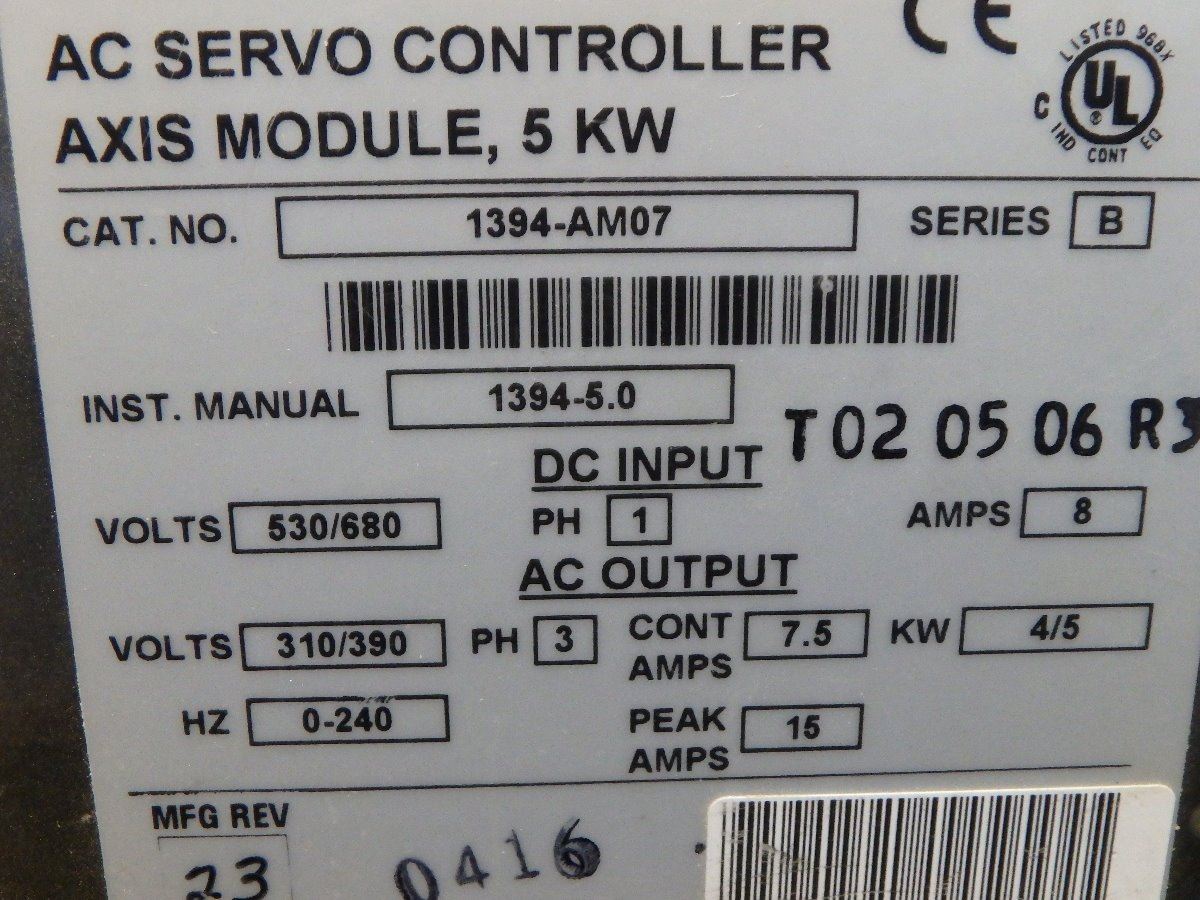 AC SERVO CONTROLLER
CE
LISTED 968X
C UL ®
IND CONT EQ
AXIS MODULE, 5 KW
CAT. NO. 1394-AM07 SERIES B
INST. MANUAL 1394-5.0
T02 05 06 R3
DC INPUT
VOLTS 530/680 PH 1 AMPS 8
AC OUTPUT
VOLTS 310/390 PH 3 CONT AMPS 7.5 KW 4/5
HZ 0-240 PEAK AMPS 15
MFG REV
23 0416